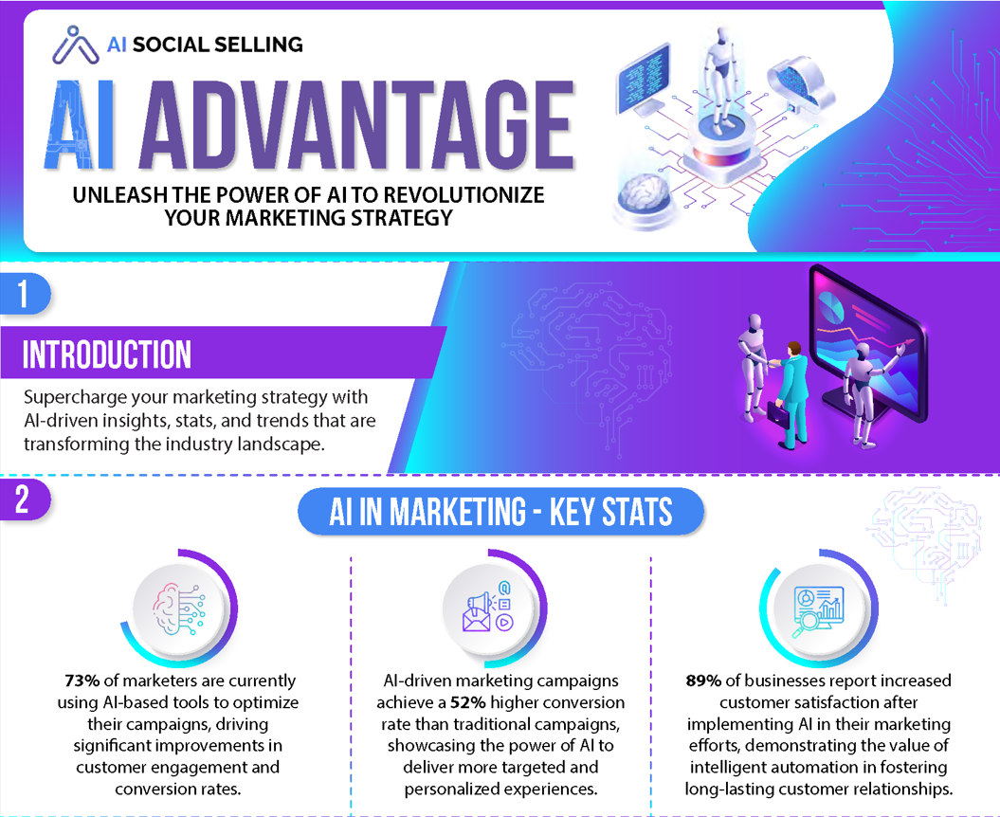 AI SOCIAL SELLING
AI ADVANTAGE
UNLEASH THE POWER OF AI TO REVOLUTIONIZE
YOUR MARKETING STRATEGY
1
INTRODUCTION
Supercharge your marketing strategy with
AI-driven insights, stats, and trends that are
transforming the industry landscape.
2
AI IN MARKETING - KEY STATS
73% of marketers are currently
using AI-based tools to optimize
their campaigns, driving
significant improvements in
customer engagement and
conversion rates.
AI-driven marketing campaigns
achieve a 52% higher conversion
rate than traditional campaigns,
showcasing the power of AI to
deliver more targeted and
personalized experiences.
89% of businesses report increased
customer satisfaction after
implementing AI in their marketing
efforts, demonstrating the value of
intelligent automation in fostering
long-lasting customer relationships.